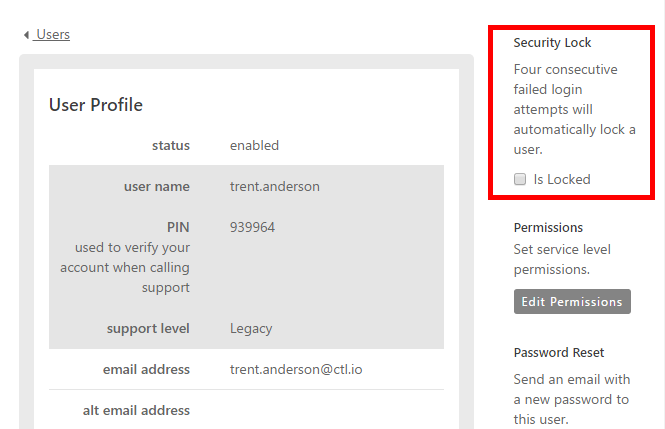 Users
User Profile
status enabled
user name trent.anderson
PIN 939964
used to verify your
account when calling
support
support level Legacy
email address trent.anderson@ctl.io
alt email address
Security Lock
Four consecutive
failed login
attempts will
automatically lock a
user.
Is Locked
Permissions
Set service level
permissions.
Edit Permissions
Password Reset
Send an email with
a new password to
this user.